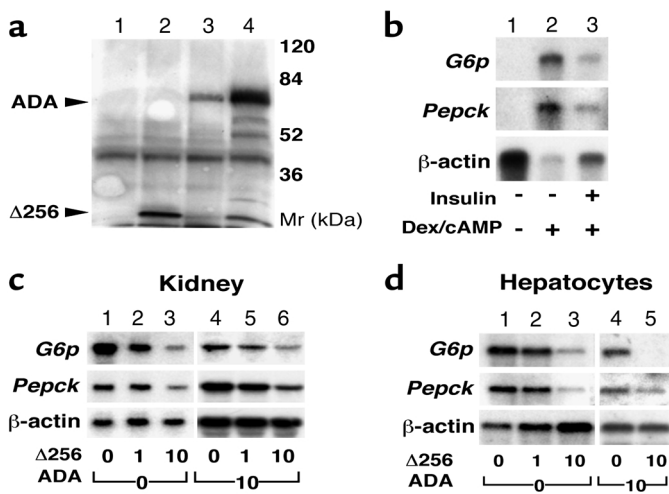 a
1 2 3 4
120
84
52
36
Mr (kDa)
ADA
Δ256
b
1 2 3
G6p
Pepck
β-actin
Insulin - - +
Dex/cAMP - + +
c
Kidney
1 2 3 4 5 6
G6p
Pepck
β-actin
Δ256 0 1 10 0 1 10
ADA 0 10
d
Hepatocytes
1 2 3 4 5
G6p
Pepck
β-actin
Δ256 0 1 10 0 10
ADA 0 10